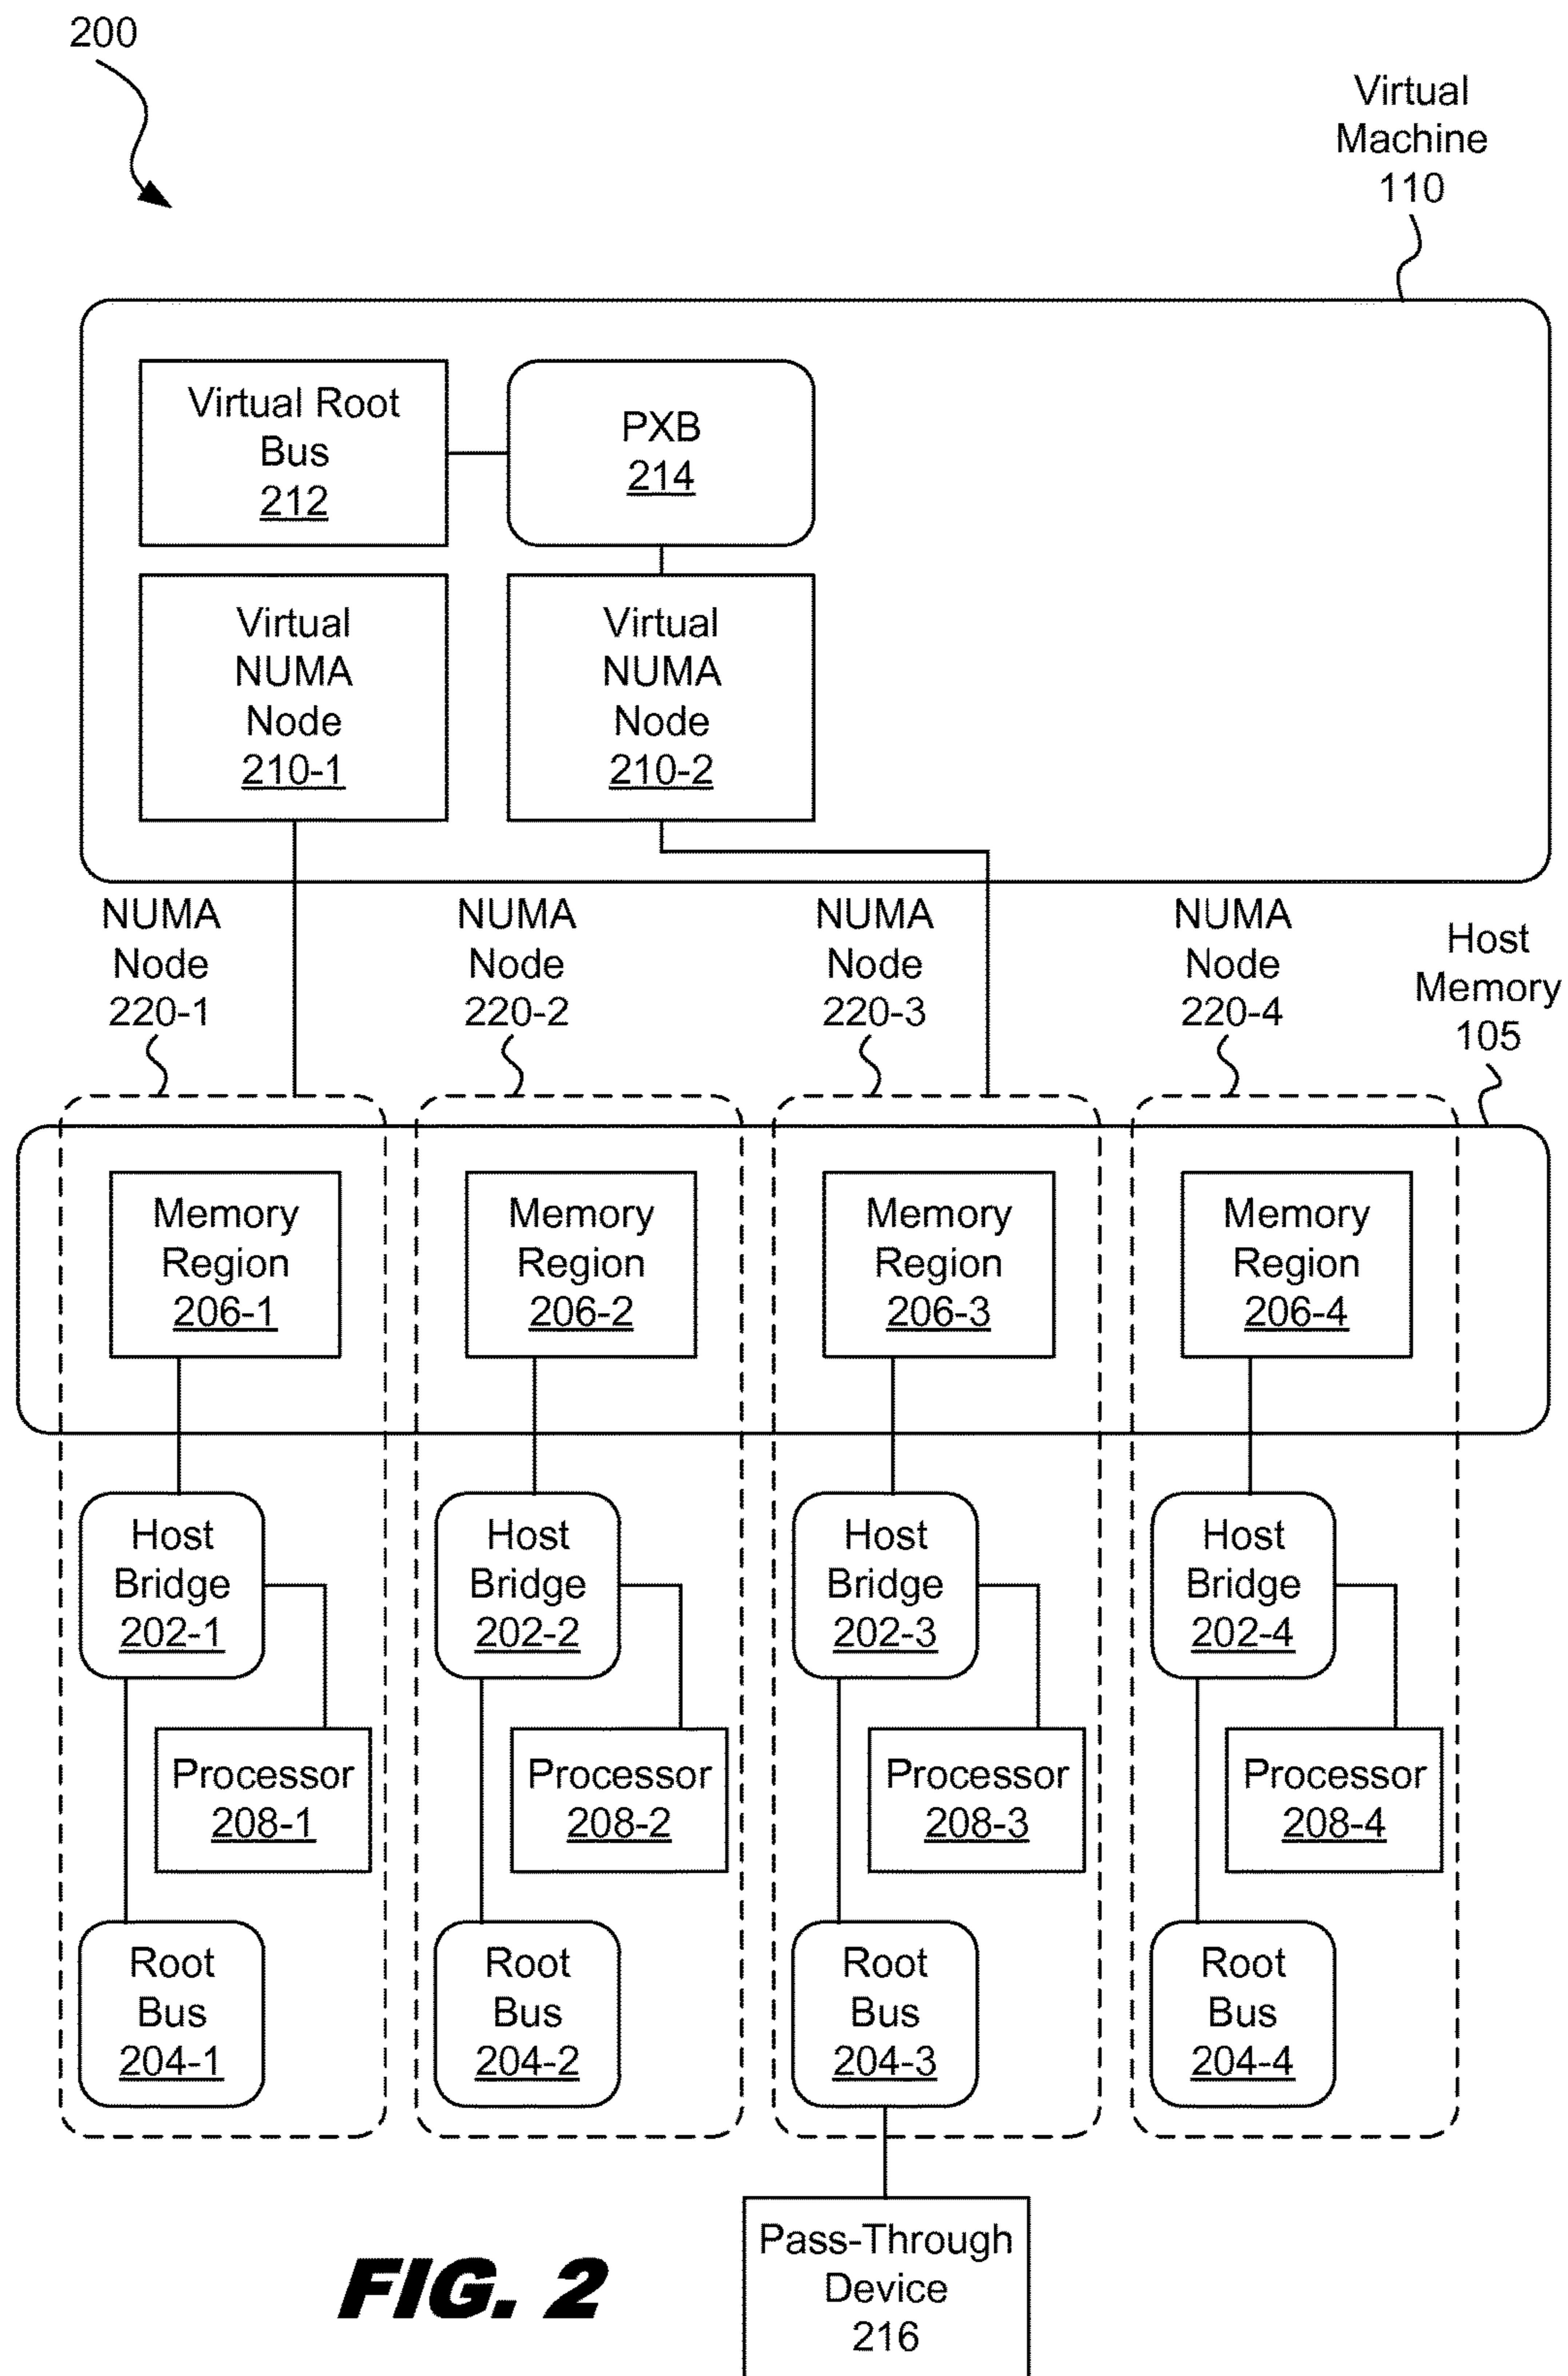 200
Virtual
Machine
110
Virtual Root
Bus
212
PXB
214
Virtual
NUMA
Node
210-1
Virtual
NUMA
Node
210-2
NUMA
Node
220-1
NUMA
Node
220-2
NUMA
Node
220-3
NUMA
Node
220-4
Host
Memory
105
Memory
Region
206-1
Memory
Region
206-2
Memory
Region
206-3
Memory
Region
206-4
Host
Bridge
202-1
Host
Bridge
202-2
Host
Bridge
202-3
Host
Bridge
202-4
Processor
208-1
Processor
208-2
Processor
208-3
Processor
208-4
Root
Bus
204-1
Root
Bus
204-2
Root
Bus
204-3
Root
Bus
204-4
Pass-Through
Device
216
FIG. 2